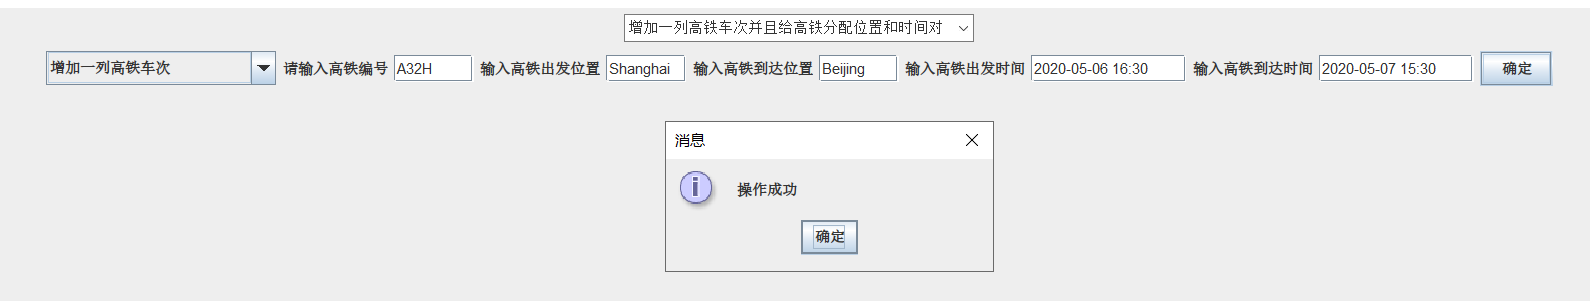 增加一列高铁车次并且给高铁分配位置和时间对
增加一列高铁车次 请输入高铁编号 A32H 输入高铁出发位置 Shanghai 输入高铁到达位置 Beijing 输入高铁出发时间 2020-05-06 16:30 输入高铁到达时间 2020-05-07 15:30 确定
消息
操作成功
确定